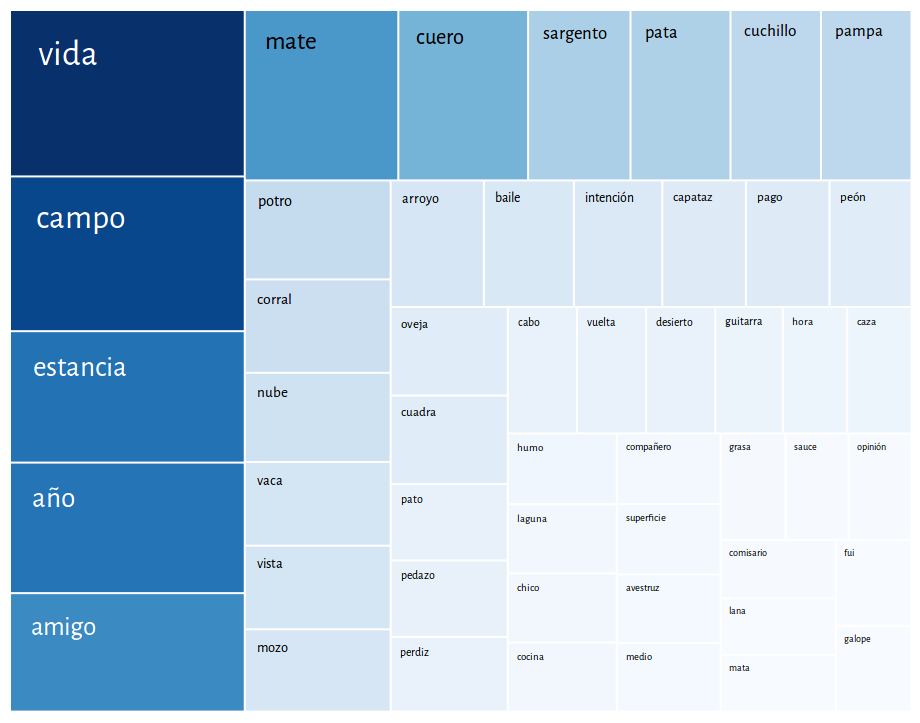 vida
mate
cuero
sargento
pata
cuchillo
pampa
campo
potro
arroyo
baile
intención
capataz
pago
peón
corral
oveja
cabo
vuelta
desierto
guitarra
hora
caza
estancia
nube
cuadra
humo
compañero
grasa
sauce
opinión
año
vaca
pato
laguna
superficie
vista
pedazo
chico
avestruz
comisario
fui
amigo
mozo
perdiz
cocina
medio
lana
mata
galope